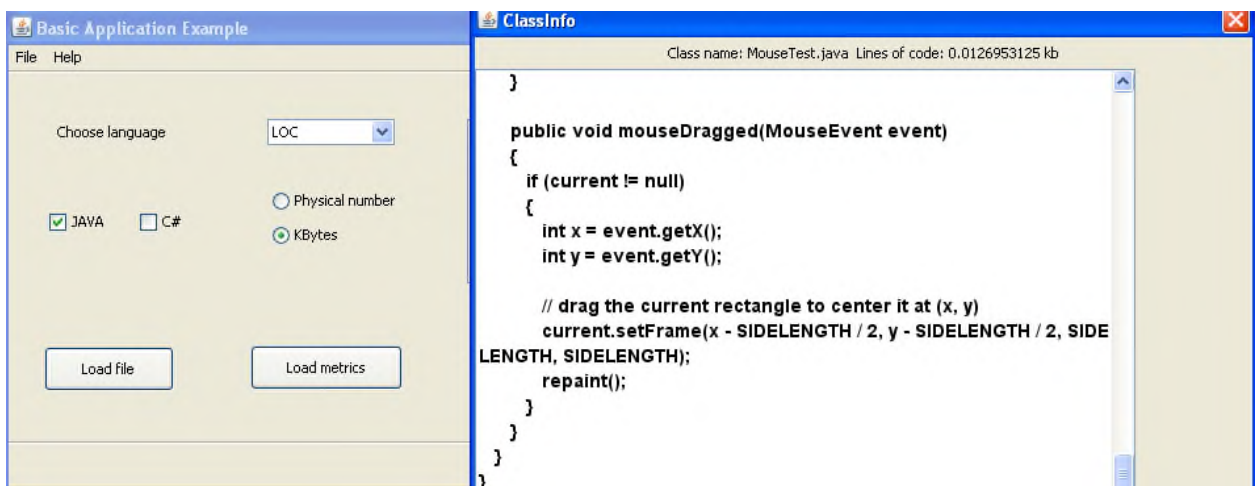 Basic Application Example
File Help
Choose language
LOC
JAVA
C#
Physical number
KBytes
Load file
Load metrics
ClassInfo
Class name: MouseTest.java Lines of code: 0.0126953125 kb
}
public void mouseDragged(MouseEvent event)
{
if (current != null)
{
int x = event.getX();
int y = event.getY();
// drag the current rectangle to center it at (x, y)
current.setFrame(x - SIDELENGTH / 2, y - SIDELENGTH / 2, SIDE
LENGTH, SIDELENGTH);
repaint();
}
}
}
}